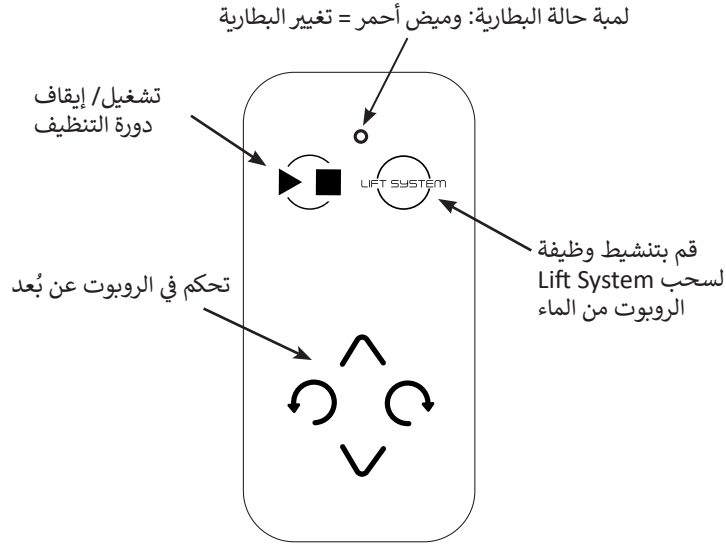 لمبة حالة البطارية: وميض أحمر = تغيير البطارية
تشغيل/ إيقاف
دورة التنظيف
LIFT SYSTEM
قم بتنشيط وظيفة
Lift System لسحب
الروبوت من الماء
تحكم في الروبوت عن بُعد